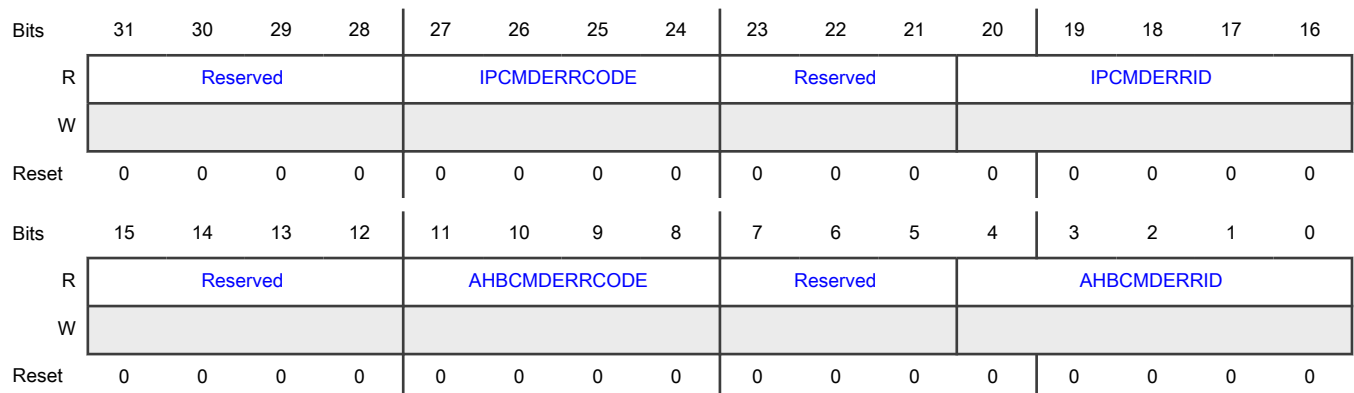 Bits 31 30 29 28 27 26 25 24 23 22 21 20 19 18 17 16
R Reserved IPCMDERRCODE Reserved IPCMDERRID
W
Reset 0 0 0 0 0 0 0 0 0 0 0 0 0 0 0 0
Bits 15 14 13 12 11 10 9 8 7 6 5 4 3 2 1 0
R Reserved AHBCMDERRCODE Reserved AHBCMDERRID
W
Reset 0 0 0 0 0 0 0 0 0 0 0 0 0 0 0 0